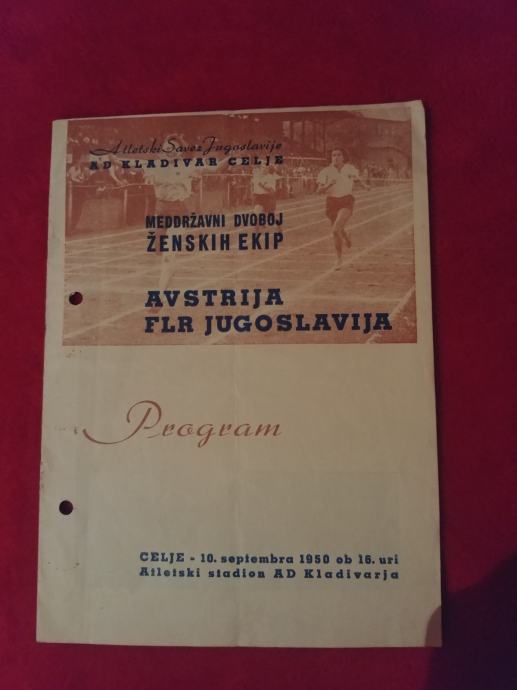 Atletski Savez Jugoslavije
AD KLADIVAR CELJE
MEDDRŽAVNI DVOBOJ
ŽENSKIH EKIP
AVSTRIJA
FLR JUGOSLAVIJA
Program
CELJE - 10. septembra 1950 ob 16. uri
Atletski stadion AD Kladivarja